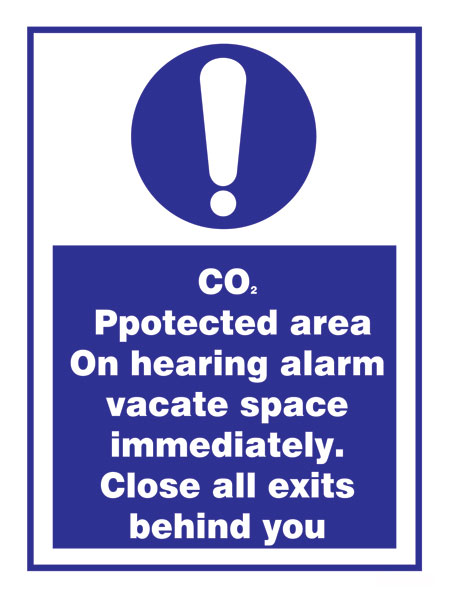 CO₂
Ppotected area
On hearing alarm
vacate space
immediately.
Close all exits
behind you